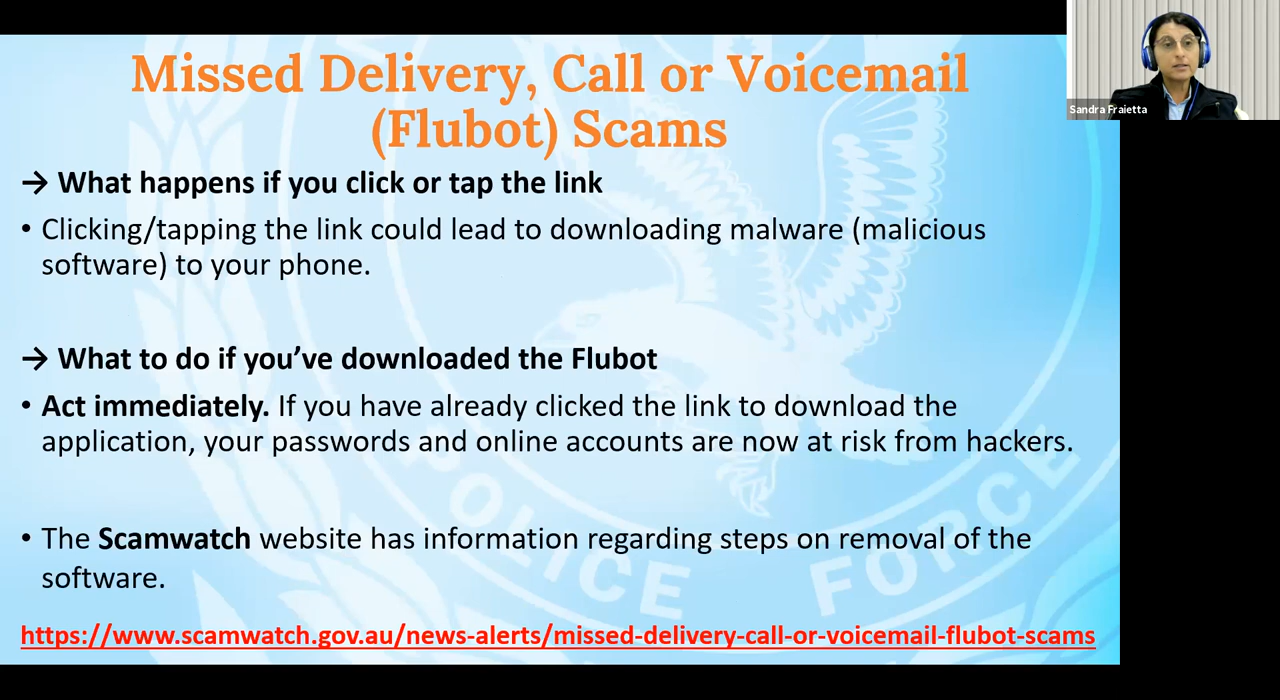 Missed Delivery, Call or Voicemail
(Flubot) Scams
Sandra Fraietta
→ What happens if you click or tap the link
• Clicking/tapping the link could lead to downloading malware (malicious
software) to your phone.
→ What to do if you’ve downloaded the Flubot
• Act immediately. If you have already clicked the link to download the
application, your passwords and online accounts are now at risk from hackers.
• The Scamwatch website has information regarding steps on removal of the
software.
POLICE FORCE
https://www.scamwatch.gov.au/news-alerts/missed-delivery-call-or-voicemail-flubot-scams